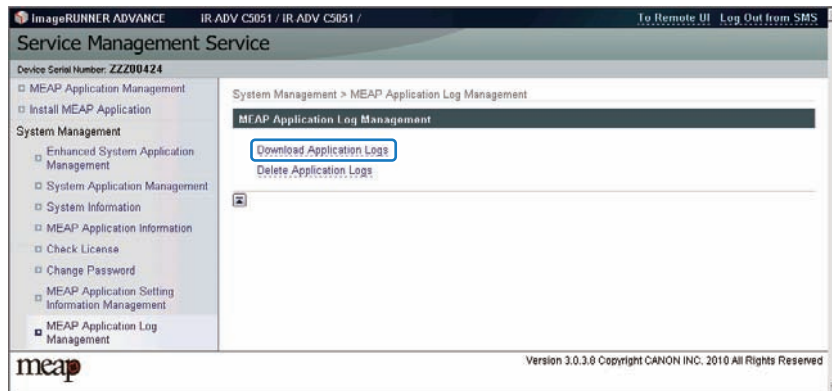 imageRUNNER ADVANCE iR ADV C5051 / iR ADV C5051 / To Remote UI Log Out from SMS
Service Management Service
Device Serial Number: ZZZ00424
MEAP Application Management
Install MEAP Application
System Management
Enhanced System Application
Management
System Application Management
System Information
MEAP Application Information
Check License
Change Password
MEAP Application Setting
Information Management
MEAP Application Log
Management
System Management > MEAP Application Log Management
MEAP Application Log Management
Download Application Logs
Delete Application Logs
meap
Version 3.0.3.8 Copyright CANON INC. 2010 All Rights Reserved